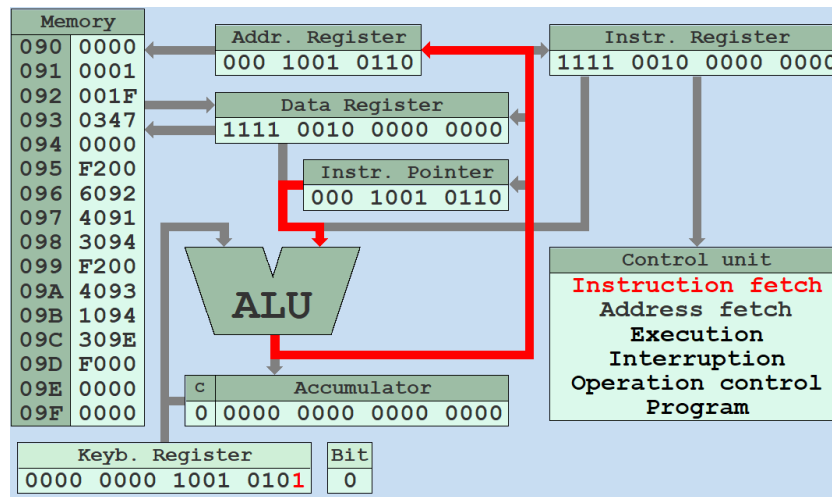 Memory
090 0000
091 0001
092 001F
093 0347
094 0000
095 F200
096 6092
097 4091
098 3094
099 F200
09A 4093
09B 1094
09C 309E
09D F000
09E 0000
09F 0000
Addr. Register
000 1001 0110
Instr. Register
1111 0010 0000 0000
Data Register
1111 0010 0000 0000
Instr. Pointer
000 1001 0110
ALU
Control unit
Instruction fetch
Address fetch
Execution
Interruption
Operation control
Program
C Accumulator
0 0000 0000 0000 0000
Keyb. Register
0000 0000 1001 0101
Bit
0